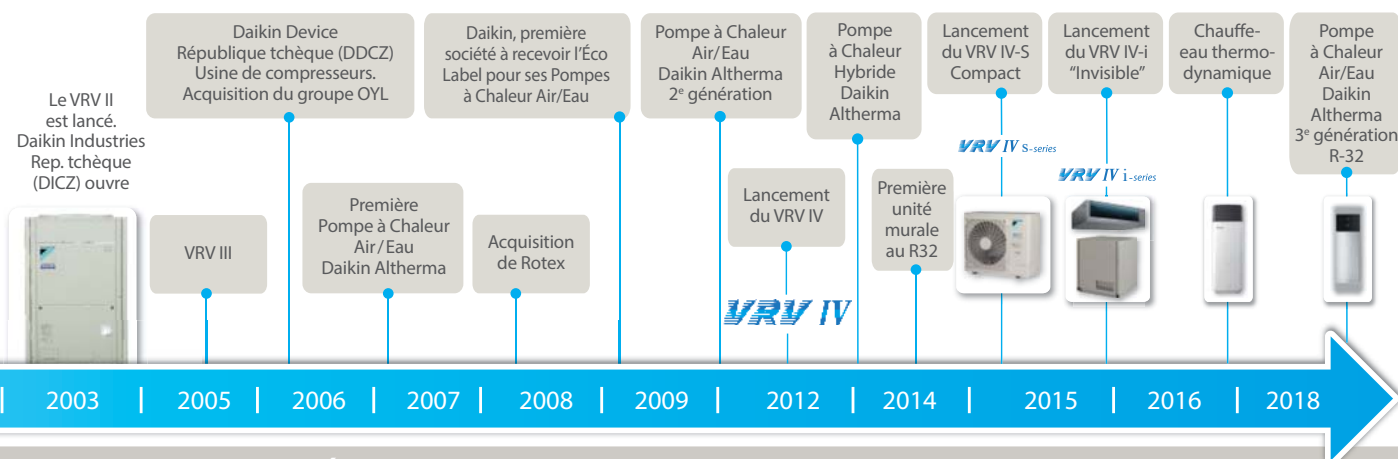 Le VRV II
est lancé.
Daikin Industries
Rep. tchèque
(DICZ) ouvre
VRV III
Daikin Device
République tchèque (DDCZ)
Usine de compresseurs.
Acquisition du groupe OYL
Première
Pompe à Chaleur
Air/Eau
Daikin Altherma
Acquisition
de Rotex
Daikin, première
société à recevoir l'Éco
Label pour ses Pompes
à Chaleur Air/Eau
Pompe à Chaleur
Air/Eau
Daikin Altherma
2e génération
Lancement
du VRV IV
VRV IV
Pompe
à Chaleur
Hybride
Daikin
Altherma
Première
unité
murale
au R32
Lancement
du VRV IV-S
Compact
VRV IV S-series
Lancement
du VRV IV-i
“Invisible”
VRV IV i-series
Chauffe-
eau thermo-
dynamique
Pompe
à Chaleur
Air/Eau
Daikin
Altherma
3e génération
R-32
2003 | 2005 | 2006 | 2007 | 2008 | 2009 | 2012 | 2014 | 2015 | 2016 | 2018